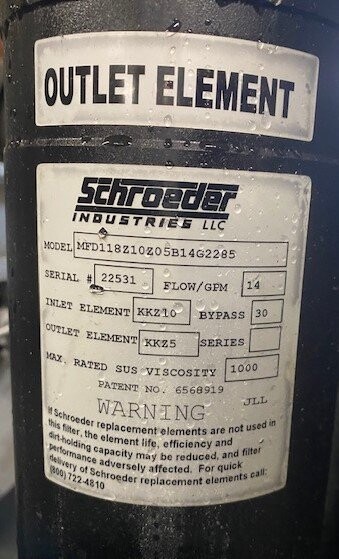 OUTLET ELEMENT
Schroeder
INDUSTRIES LLC
MODEL MFD118Z10Z05B14G2285
SERIAL # 22531 FLOW/GPM 14
INLET ELEMENT KKZ10 BYPASS 30
OUTLET ELEMENT KKZ5 SERIES
MAX. RATED SUS VISCOSITY 1000
PATENT NO. 6568919
WARNING JLL
If Schroeder replacement elements are not used in
this filter, the element life, efficiency and
dirt-holding capacity may be reduced, and filter
performance adversely affected. For quick
delivery of Schroeder replacement elements call:
(800) 722-4810